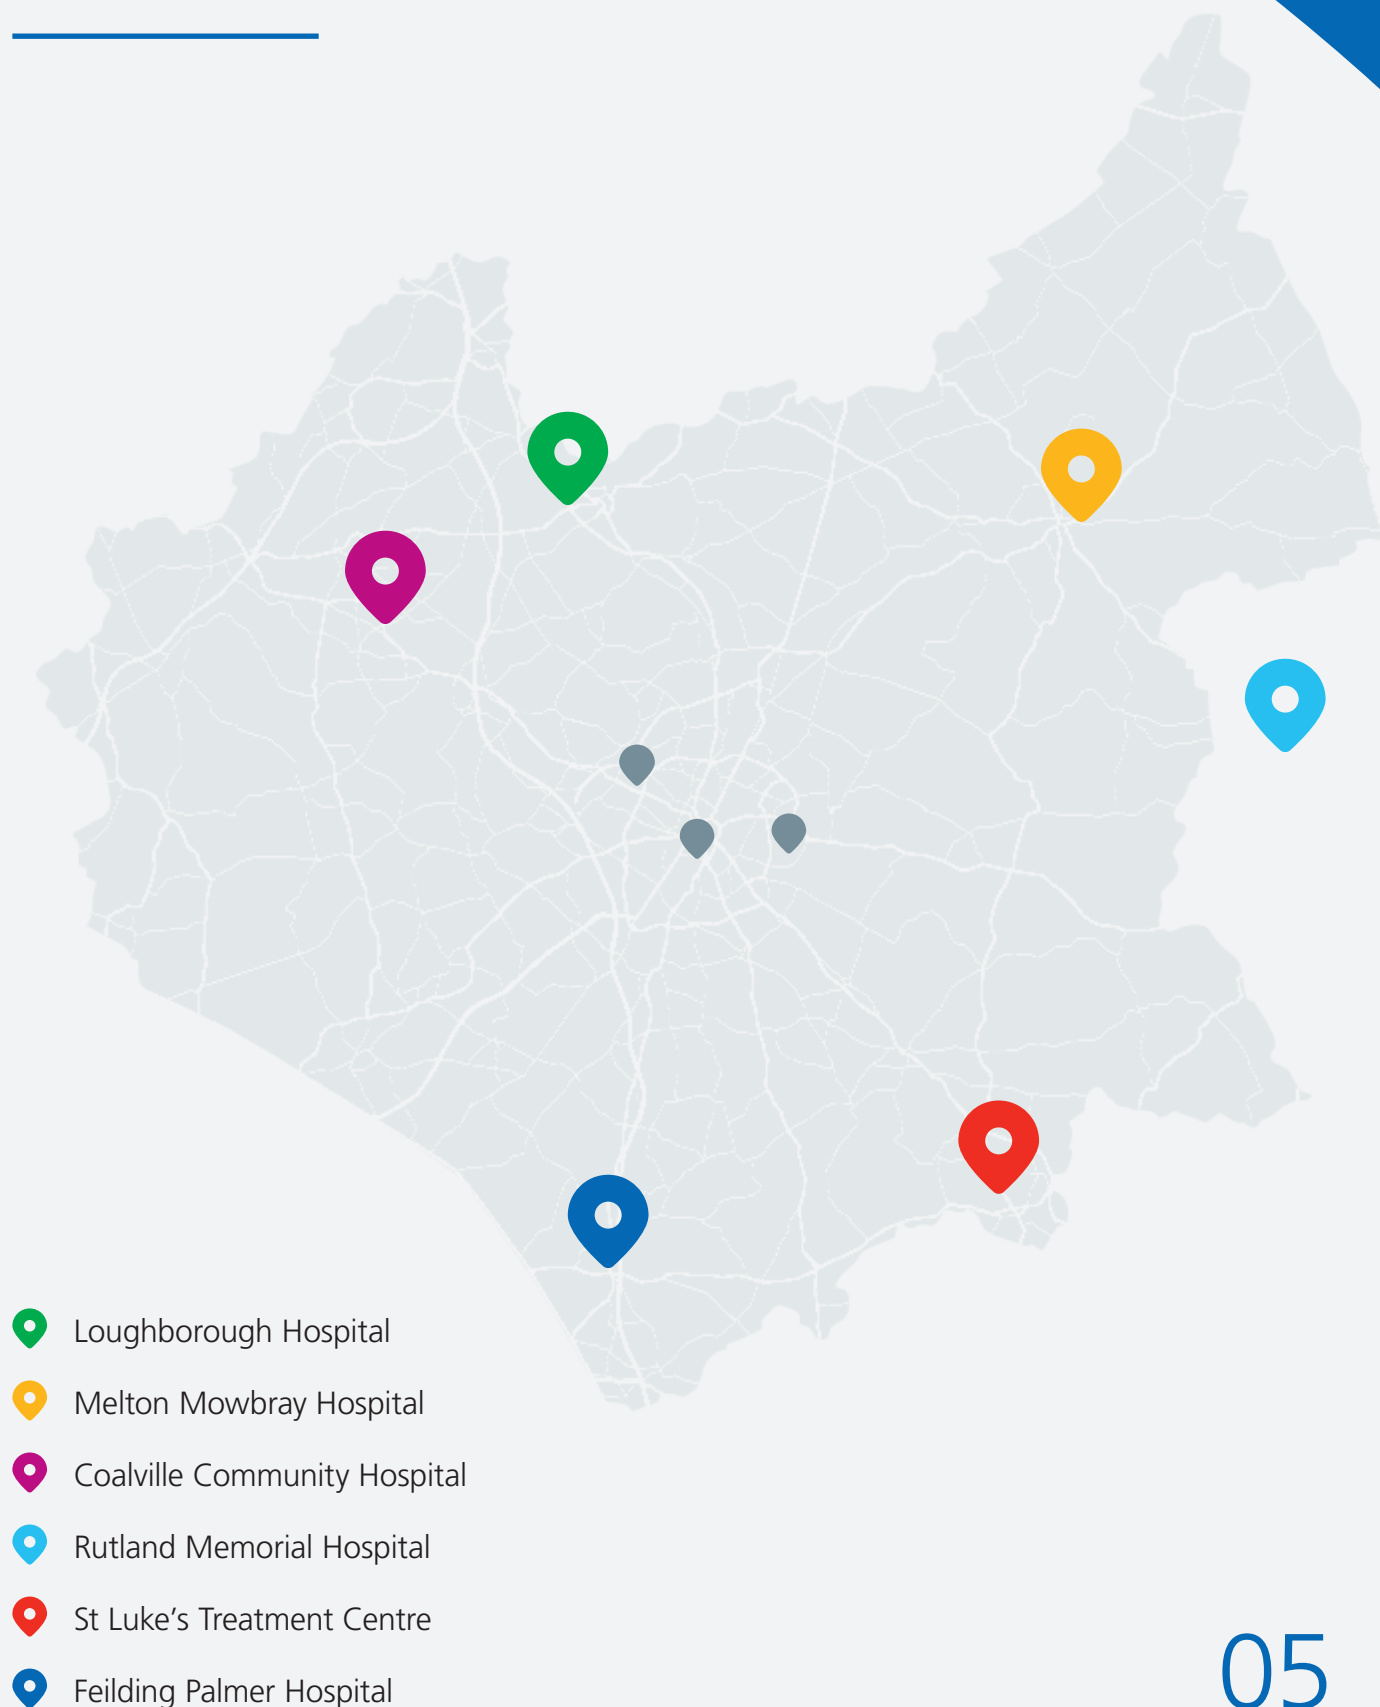 Loughborough Hospital
Melton Mowbray Hospital
Coalville Community Hospital
Rutland Memorial Hospital
St Luke’s Treatment Centre
Feilding Palmer Hospital
05